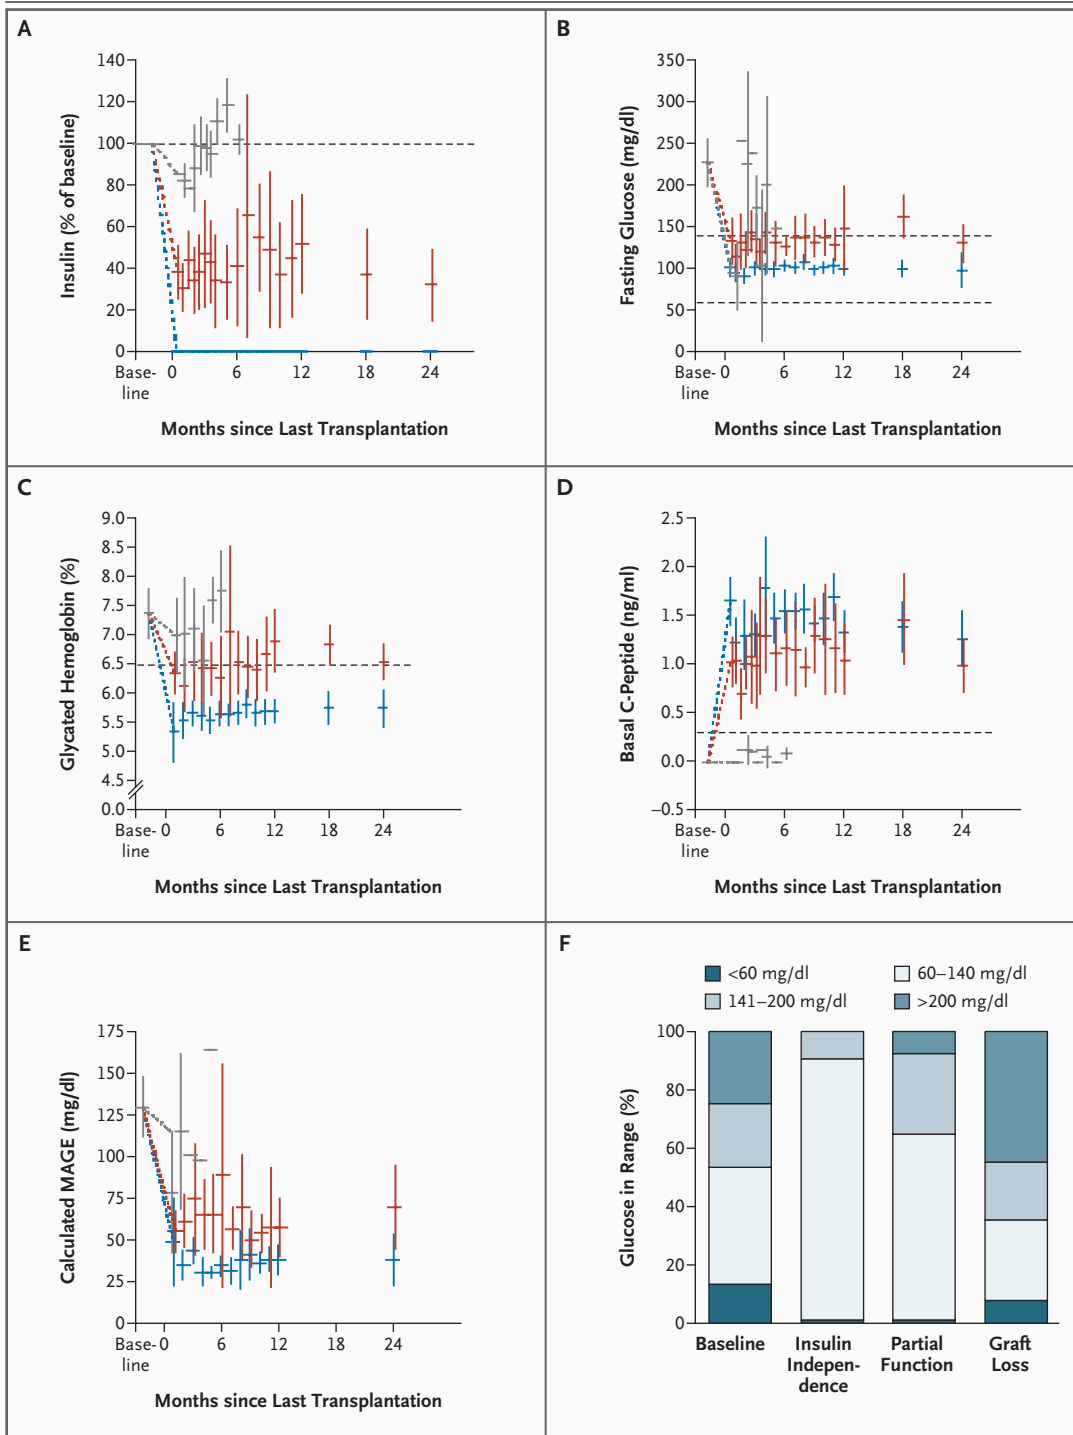 A
140
120
100
80
60
40
20
0
Insulin (% of baseline)
Base-
line
0
6
12
18
24
Months since Last Transplantation
B
350
300
250
200
150
100
50
0
Fasting Glucose (mg/dl)
Base-
line
0
6
12
18
24
Months since Last Transplantation
C
9.0
8.5
8.0
7.5
7.0
6.5
6.0
5.5
5.0
4.5
0.0
Glycated Hemoglobin (%)
Base-
line
0
6
12
18
24
Months since Last Transplantation
D
2.5
2.0
1.5
1.0
0.5
0.0
−0.5
Basal C-Peptide (ng/ml)
Base-
line
0
6
12
18
24
Months since Last Transplantation
E
175
150
125
100
75
50
25
0
Calculated MAGE (mg/dl)
Base-
line
0
6
12
18
24
Months since Last Transplantation
F
<60 mg/dl
60–140 mg/dl
141–200 mg/dl
>200 mg/dl
100
80
60
40
20
0
Glucose in Range (%)
Baseline
Insulin
Indepen-
dence
Partial
Function
Graft
Loss